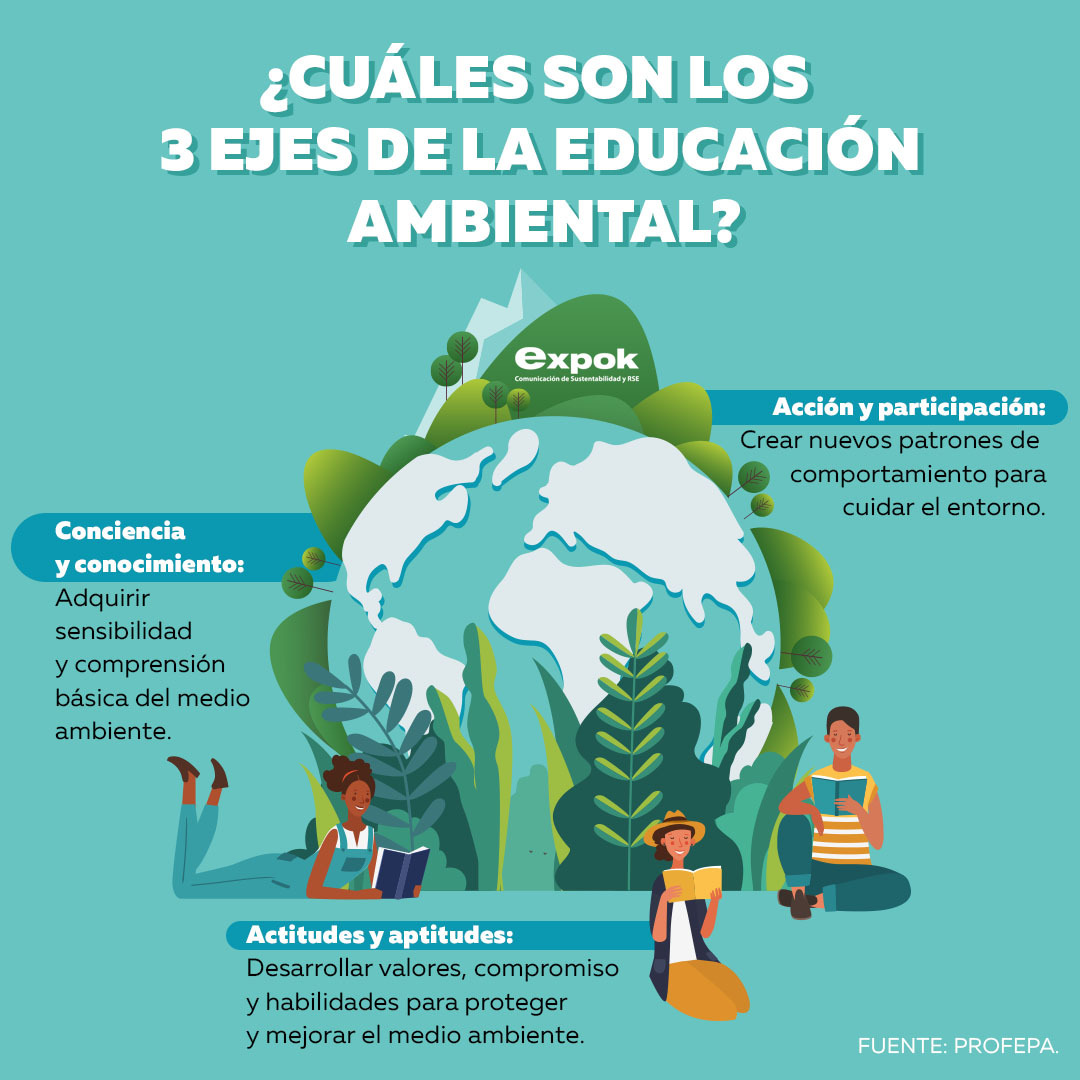 ¿CUÁLES SON LOS
3 EJES DE LA EDUCACIÓN
AMBIENTAL?
expok
Comunicación de Sustentabilidad y RSE
Acción y participación:
Crear nuevos patrones de
comportamiento para
cuidar el entorno.
Conciencia
y conocimiento:
Adquirir
sensibilidad
y comprensión
básica del medio
ambiente.
Actitudes y aptitudes:
Desarrollar valores, compromiso
y habilidades para proteger
y mejorar el medio ambiente.
FUENTE: PROFEPA.